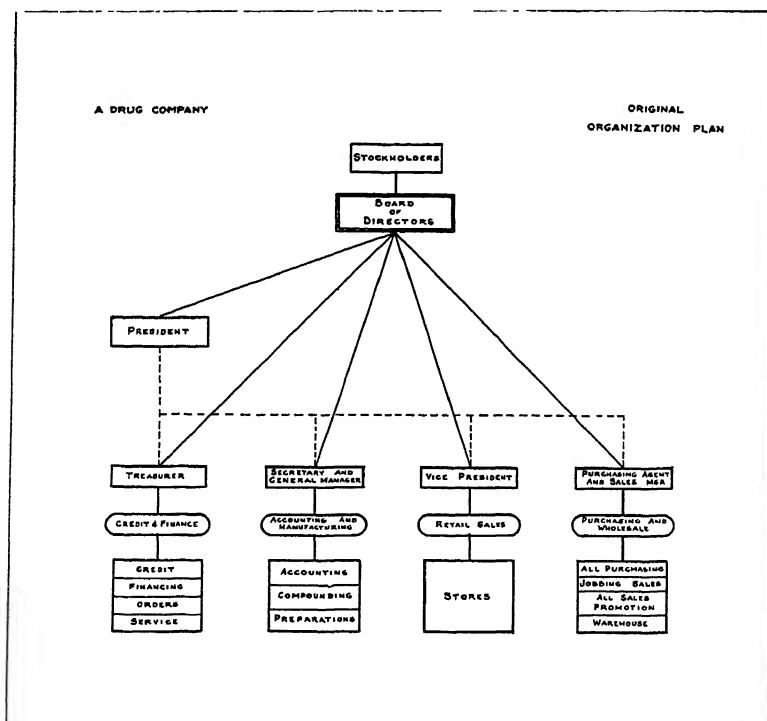 A DRUG COMPANY
ORIGINAL
ORGANIZATION PLAN
STOCKHOLDERS
BOARD
OF
DIRECTORS
PRESIDENT
TREASURER
SECRETARY AND
GENERAL MANAGER
VICE PRESIDENT
PURCHASING AGENT
AND SALES MGR
CREDIT & FINANCE
ACCOUNTING AND
MANUFACTURING
RETAIL SALES
PURCHASING AND
WHOLESALE
CREDIT
FINANCING
ORDERS
SERVICE
ACCOUNTING
COMPOUNDING
PREPARATIONS
STORES
ALL PURCHASING
JOBBING SALES
ALL SALES
PROMOTION
WAREHOUSE